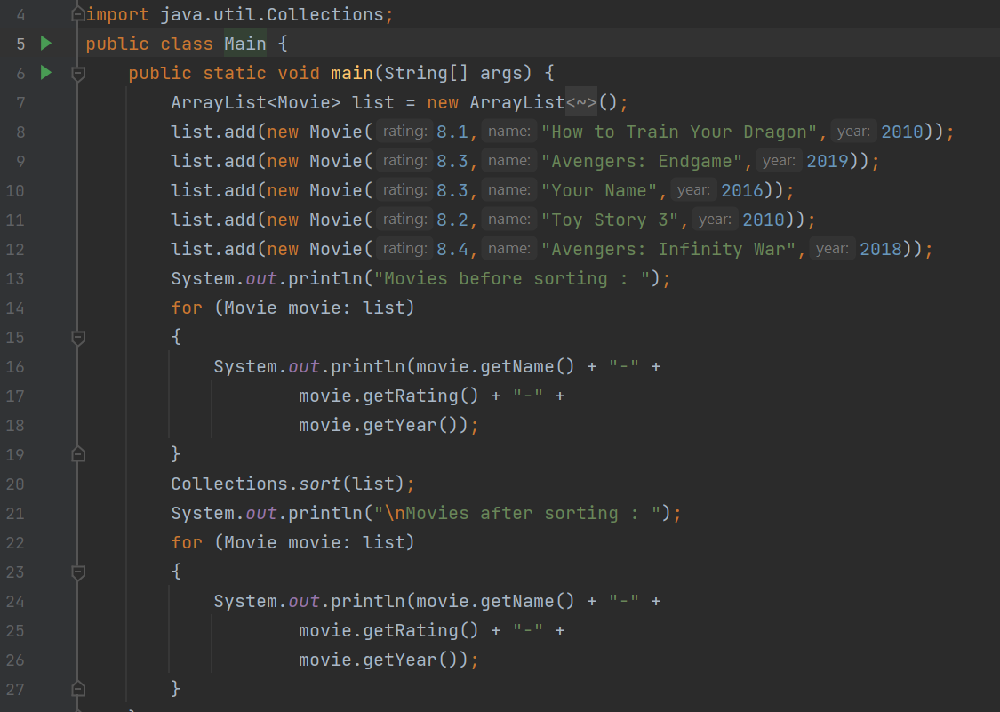 4 import java.util.Collections;
5 public class Main {
6 public static void main(String[] args) {
7 ArrayList<Movie> list = new ArrayList<~>();
8 list.add(new Movie( rating: 8.1, name: "How to Train Your Dragon", year: 2010));
9 list.add(new Movie( rating: 8.3, name: "Avengers: Endgame", year: 2019));
10 list.add(new Movie( rating: 8.3, name: "Your Name", year: 2016));
11 list.add(new Movie( rating: 8.2, name: "Toy Story 3", year: 2010));
12 list.add(new Movie( rating: 8.4, name: "Avengers: Infinity War", year: 2018));
13 System.out.println("Movies before sorting : ");
14 for (Movie movie: list)
15 {
16 System.out.println(movie.getName() + "-" +
17 movie.getRating() + "-" +
18 movie.getYear());
19 }
20 Collections.sort(list);
21 System.out.println("\nMovies after sorting : ");
22 for (Movie movie: list)
23 {
24 System.out.println(movie.getName() + "-" +
25 movie.getRating() + "-" +
26 movie.getYear());
27 }